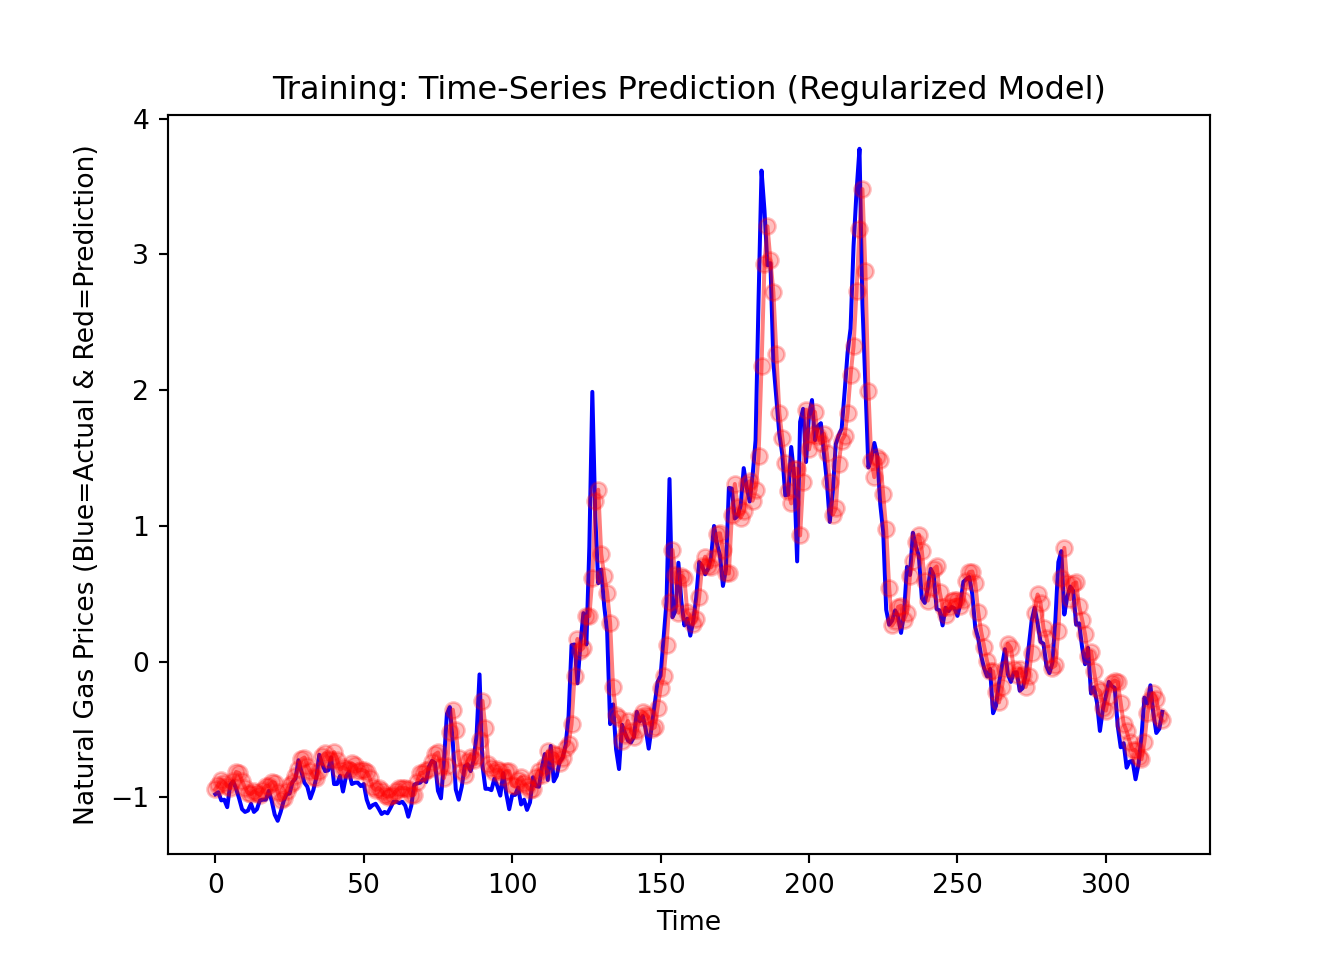 Training: Time-Series Prediction (Regularized Model)
Natural Gas Prices (Blue=Actual & Red=Prediction)
4
3
2
1
0
−1
0 50 100 150 200 250 300
Time